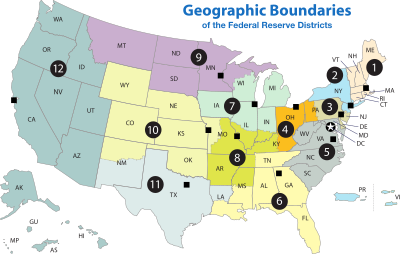 Geographic Boundaries
of the Federal Reserve Districts
WA
MT
ND
MN
OR
ID
SD
WI
MI
VT
NH
ME
1
2
NY
MA
RI
CT
12
9
WY
NE
IA
7
IL
IN
OH
4
PA
3
NJ
DE
MD
DC
CA
NV
UT
CO
10
KS
MO
KY
WV
VA
5
AZ
NM
OK
AR
8
TN
NC
SC
11
TX
LA
MS
AL
GA
6
FL
AK
GU
HI
MP
AS
PR
VI